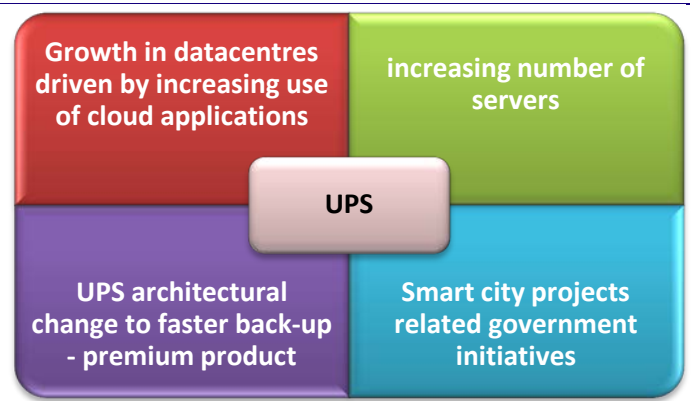 Growth in datacentres
driven by increasing use
of cloud applications
increasing number of
servers
UPS
UPS architectural
change to faster back-up
- premium product
Smart city projects
related government
initiatives